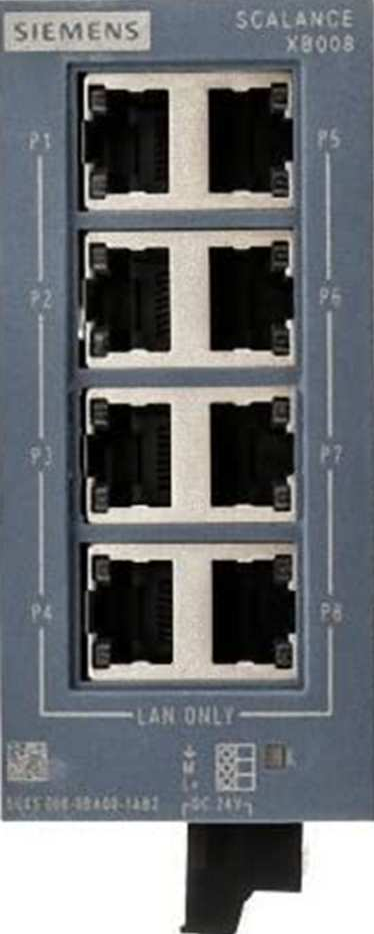 SIEMENS
SCALANCE
XB008
P1
P5
P2
P6
P3
P7
P4
P8
LAN ONLY
M
L+
DC 24V